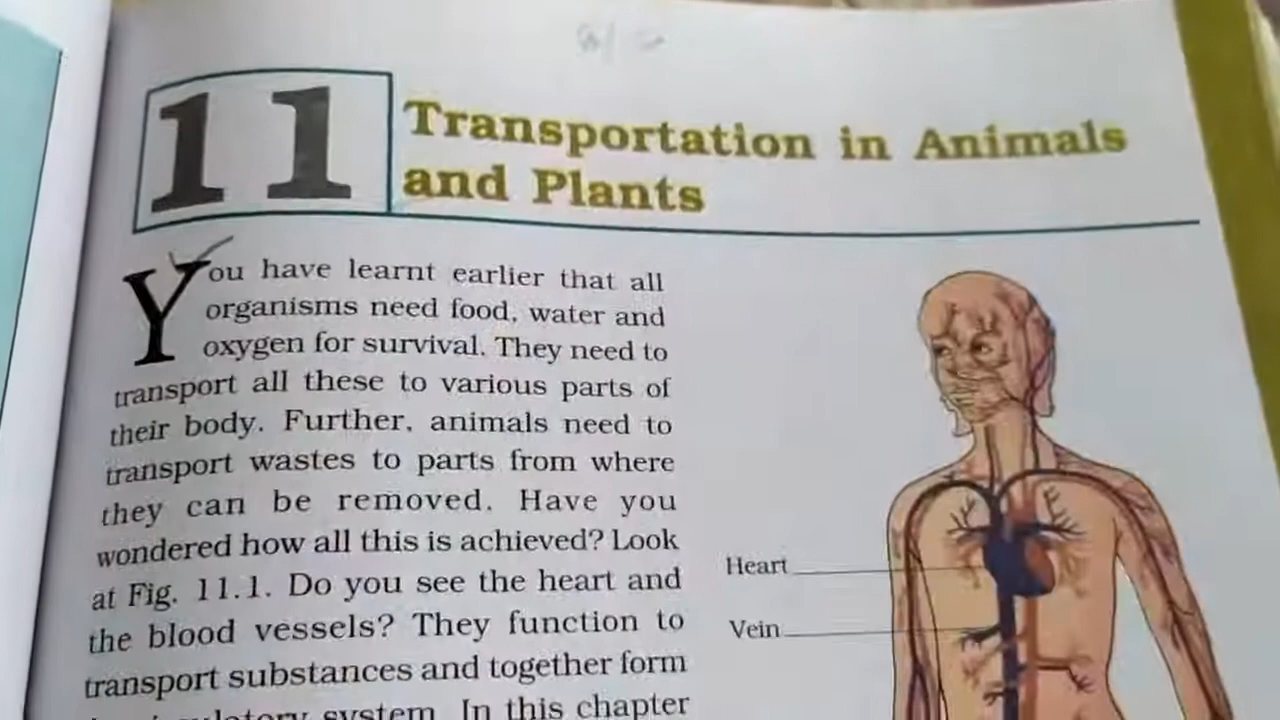 11
Transportation in Animals
and Plants
You have learnt earlier that all
organisms need food, water and
oxygen for survival. They need to
transport all these to various parts of
their body. Further, animals need to
transport wastes to parts from where
they can be removed. Have you
wondered how all this is achieved? Look
at Fig. 11.1. Do you see the heart and
the blood vessels? They function to
transport substances and together form
system. In this chapter
Heart
Vein